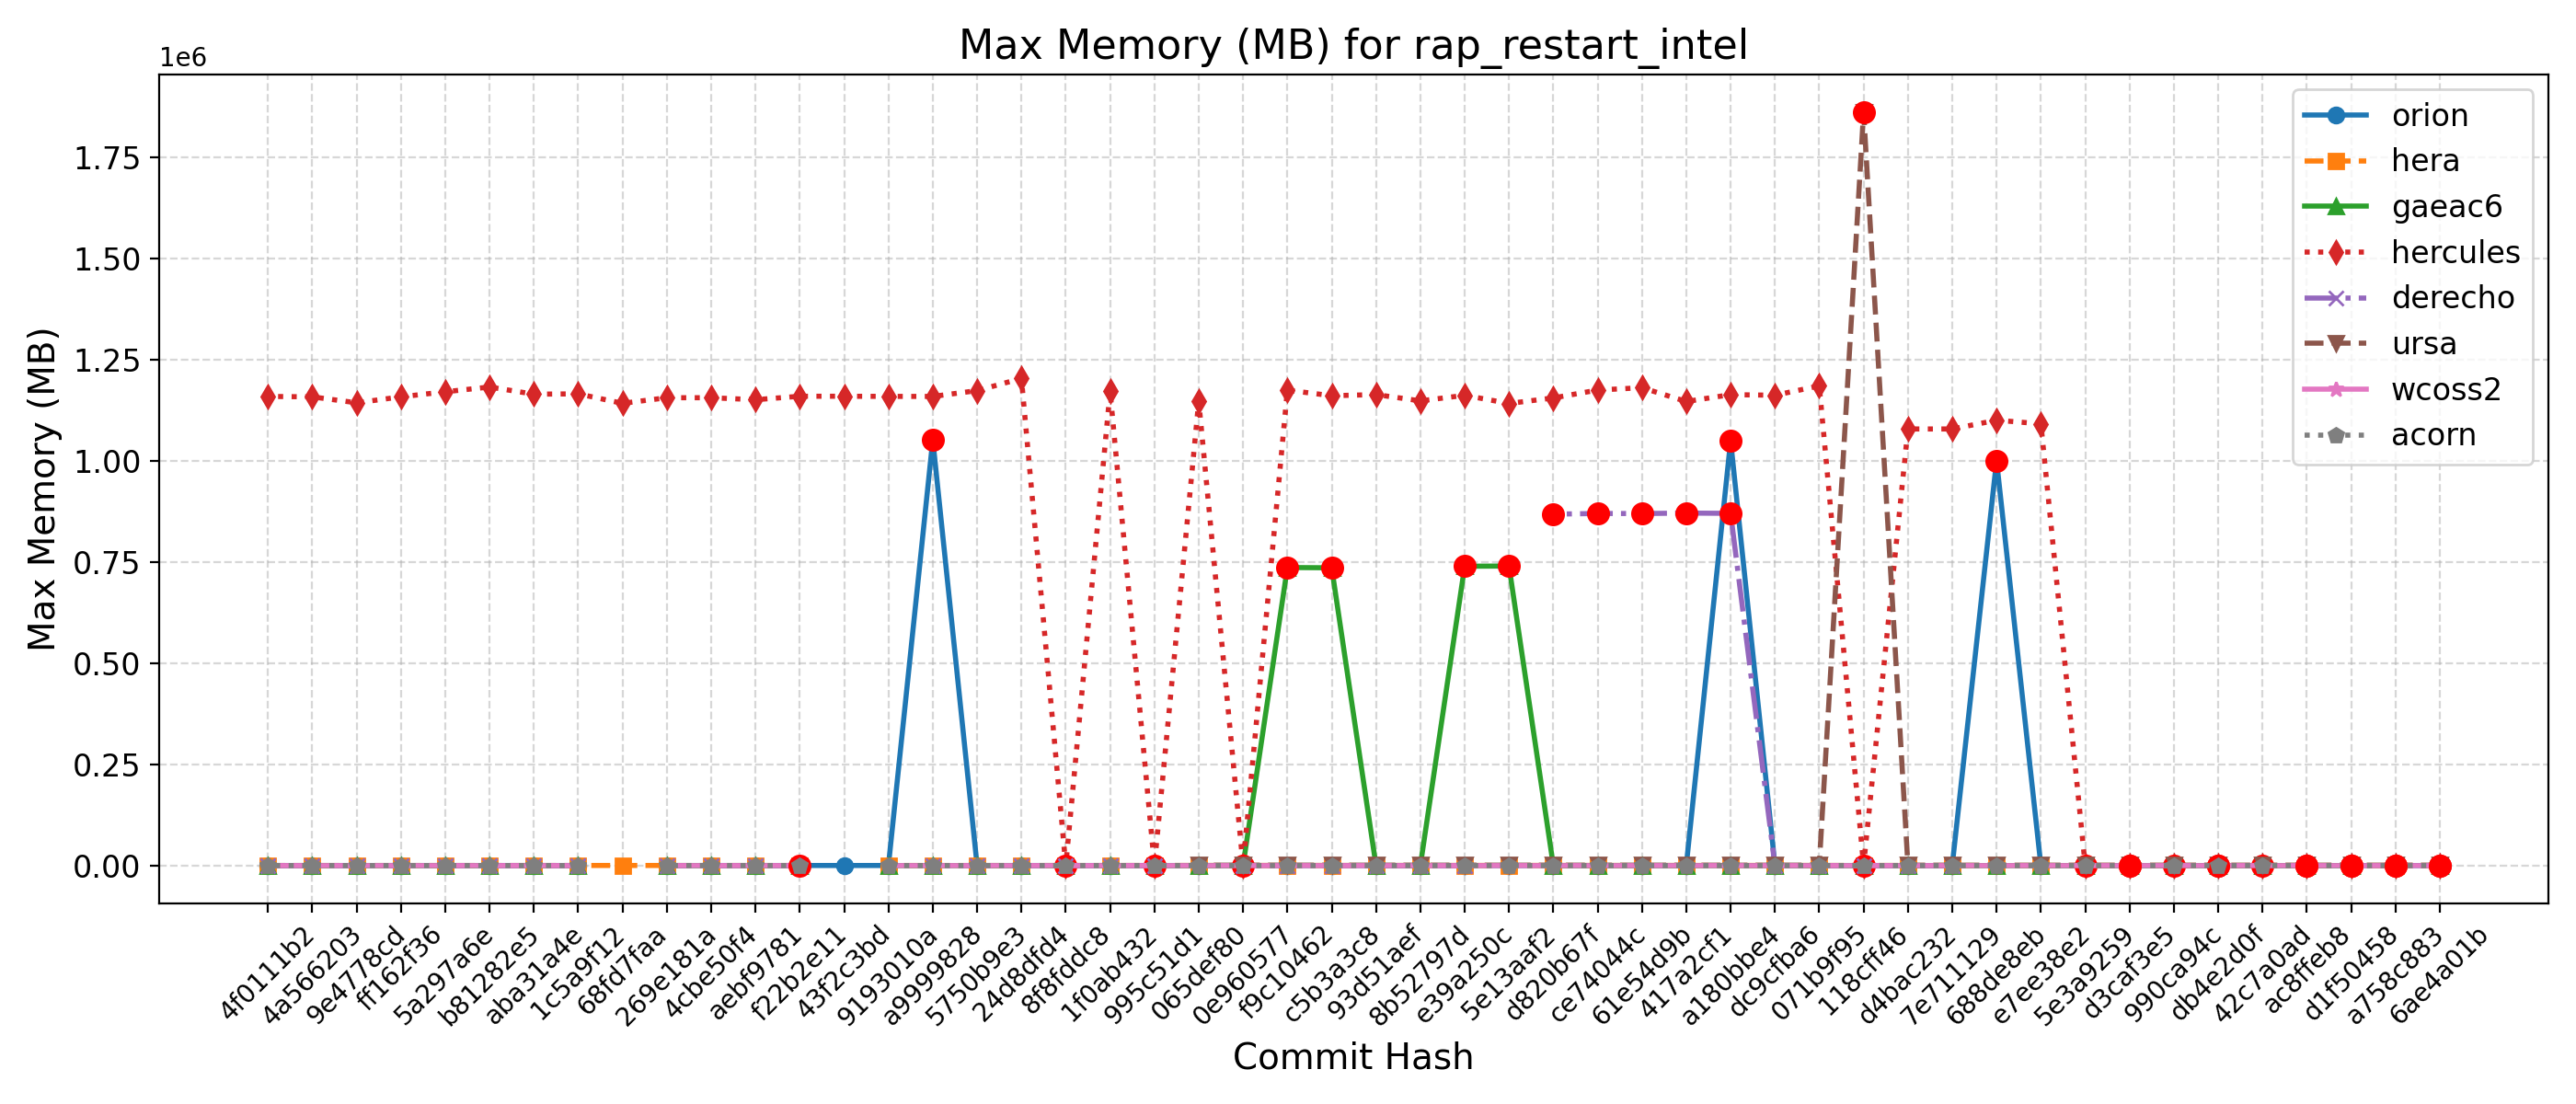 Max Memory (MB) for rap_restart_intel
1e6
1.75
1.50
1.25
1.00
0.75
0.50
0.25
0.00
Max Memory (MB)
orion
hera
gaeac6
hercules
derecho
ursa
wcoss2
acorn
4f0111b2
4a566203
9e4778cd
ff162f36
5a297a6e
b81282e5
aba31a4e
1c5a9f12
68fd7faa
269e181a
4cbe50f4
aebf9781
f22b2e11
43f2c3bd
9193010a
a9999828
5750b9e3
24d8dfd4
8f8fddc8
1f0ab432
995c51d1
065def80
0e960577
f9c10462
c5b3a3c8
93d51aef
8b52797d
e39a250c
5e13aaf2
d820b67f
ce74044c
61e54d9b
417a2cf1
a180bbe4
dc9cfba6
071b9f95
118cff46
d4bac232
7e711129
688de8eb
e7ee38e2
5e3a9259
d3caf3e5
990ca94c
db4e2d0f
42c7a0ad
ac8ffeb8
d1f50458
a758c883
6ae4a01b
Commit Hash